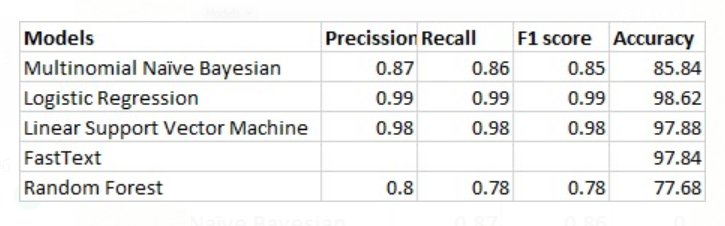 Models Precission Recall F1 score Accuracy
Multinomial Naïve Bayesian 0.87 0.86 0.85 85.84
Logistic Regression 0.99 0.99 0.99 98.62
Linear Support Vector Machine 0.98 0.98 0.98 97.88
FastText 97.84
Random Forest 0.8 0.78 0.78 77.68